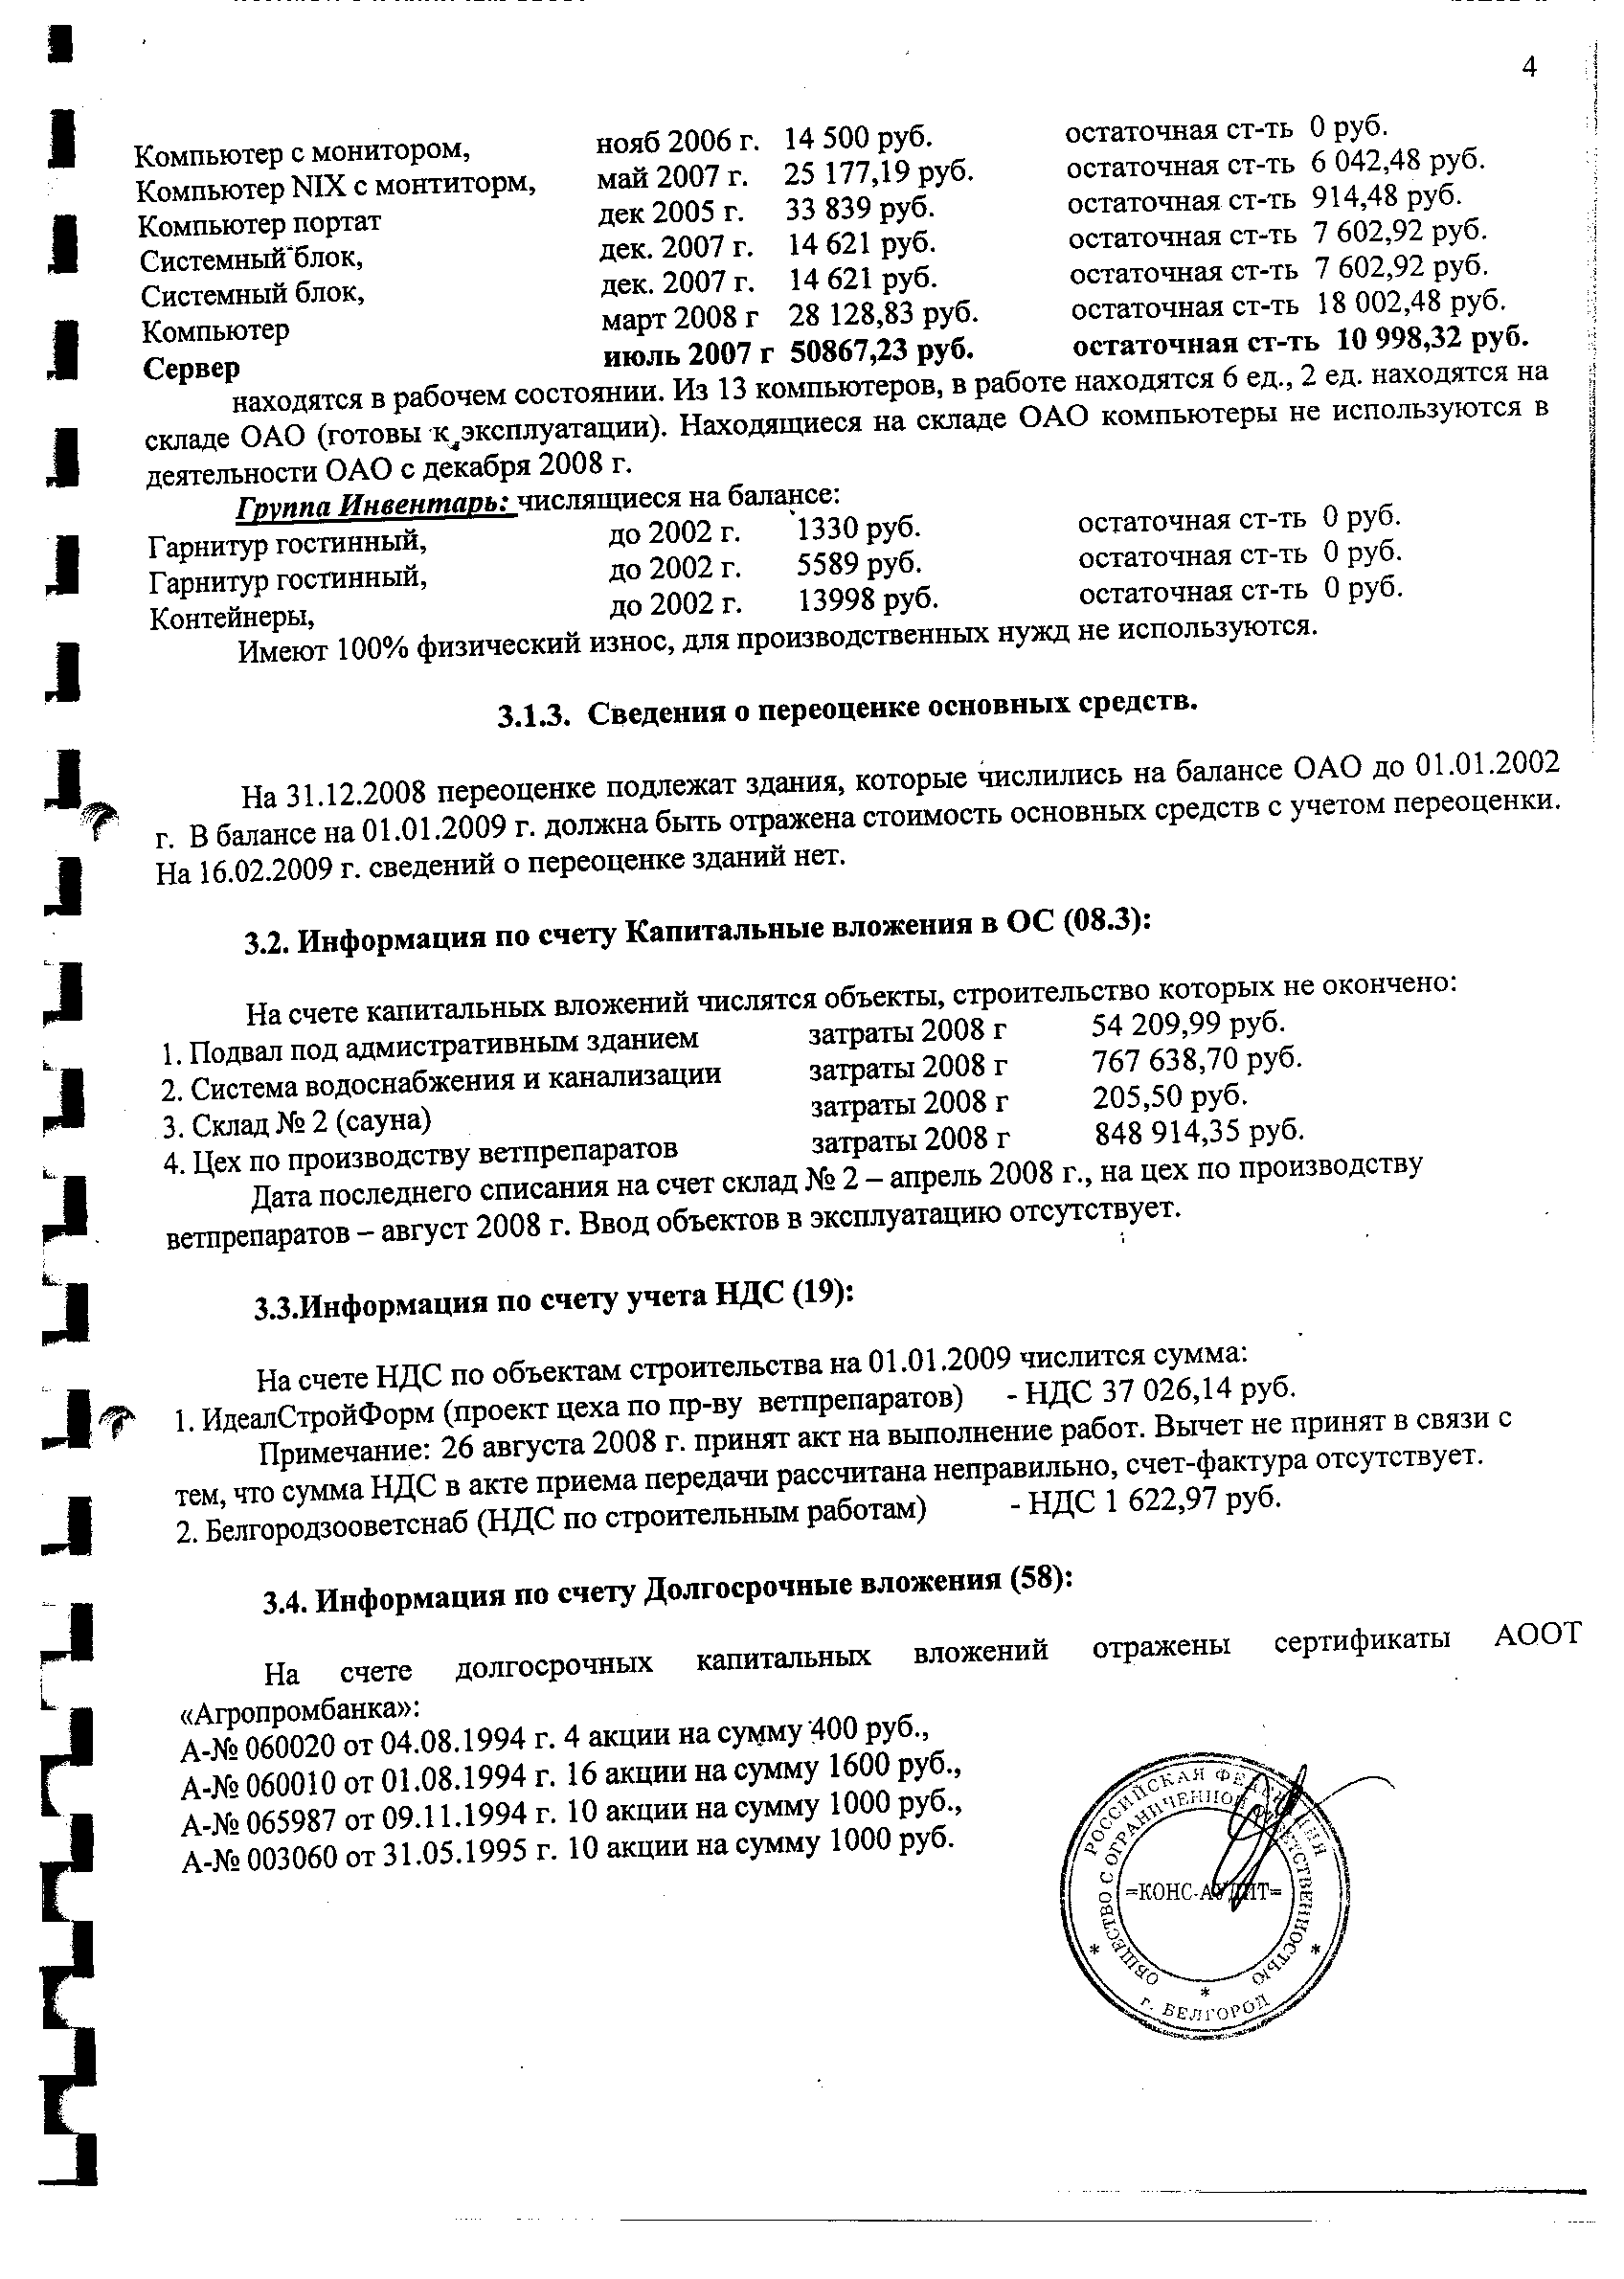 4
Компьютер с монитором, нояб 2006 г. 14 500 руб. остаточная ст-ть 0 руб.
Компьютер NIX с монтиторм, май 2007 г. 25 177,19 руб. остаточная ст-ть 6 042,48 руб.
Компьютер портат дек 2005 г. 33 839 руб. остаточная ст-ть 914,48 руб.
Системный блок, дек. 2007 г. 14 621 руб. остаточная ст-ть 7 602,92 руб.
Системный блок, дек. 2007 г. 14 621 руб. остаточная ст-ть 7 602,92 руб.
Компьютер март 2008 г 28 128,83 руб. остаточная ст-ть 18 002,48 руб.
Сервер июль 2007 г 50867,23 руб. остаточная ст-ть 10 998,32 руб.
находятся в рабочем состоянии. Из 13 компьютеров, в работе находятся 6 ед., 2 ед. находятся на
складе ОАО (готовы к эксплуатации). Находящиеся на складе ОАО компьютеры не используются в
деятельности ОАО с декабря 2008 г.
Группа Инвентарь: числящиеся на балансе:
Гарнитур гостинный, до 2002 г. 1330 руб. остаточная ст-ть 0 руб.
Гарнитур гостинный, до 2002 г. 5589 руб. остаточная ст-ть 0 руб.
Контейнеры, до 2002 г. 13998 руб. остаточная ст-ть 0 руб.
Имеют 100% физический износ, для производственных нужд не используются.
3.1.3. Сведения о переоценке основных средств.
На 31.12.2008 переоценке подлежат здания, которые числились на балансе ОАО до 01.01.2002
г. В балансе на 01.01.2009 г. должна быть отражена стоимость основных средств с учетом переоценки.
На 16.02.2009 г. сведений о переоценке зданий нет.
3.2. Информация по счету Капитальные вложения в ОС (08.3):
На счете капитальных вложений числятся объекты, строительство которых не окончено:
1. Подвал под адмистративным зданием затраты 2008 г 54 209,99 руб.
2. Система водоснабжения и канализации затраты 2008 г 767 638,70 руб.
3. Склад № 2 (сауна) затраты 2008 г 205,50 руб.
4. Цех по производству ветпрепаратов затраты 2008 г 848 914,35 руб.
Дата последнего списания на счет склад № 2 – апрель 2008 г., на цех по производству
ветпрепаратов – август 2008 г. Ввод объектов в эксплуатацию отсутствует.
3.3.Информация по счету учета НДС (19):
На счете НДС по объектам строительства на 01.01.2009 числится сумма:
1. ИдеалСтройФорм (проект цеха по пр-ву ветпрепаратов) - НДС 37 026,14 руб.
Примечание: 26 августа 2008 г. принят акт на выполнение работ. Вычет не принят в связи с
тем, что сумма НДС в акте приема передачи рассчитана неправильно, счет-фактура отсутствует.
2. Белгородзооветснаб (НДС по строительным работам) - НДС 1 622,97 руб.
3.4. Информация по счету Долгосрочные вложения (58):
На счете долгосрочных капитальных вложений отражены сертификаты АООТ
«Агропромбанка»:
А-№ 060020 от 04.08.1994 г. 4 акции на сумму 400 руб.,
А-№ 060010 от 01.08.1994 г. 16 акции на сумму 1600 руб.,
А-№ 065987 от 09.11.1994 г. 10 акции на сумму 1000 руб.,
А-№ 003060 от 31.05.1995 г. 10 акции на сумму 1000 руб.
РОССИЙСКАЯ ФЕДЕРАЦИЯ
ОБЩЕСТВО С ОГРАНИЧЕННОЙ ОТВЕТСТВЕННОСТЬЮ
=КОНС-АУДИТ=
г. БЕЛГОРОД